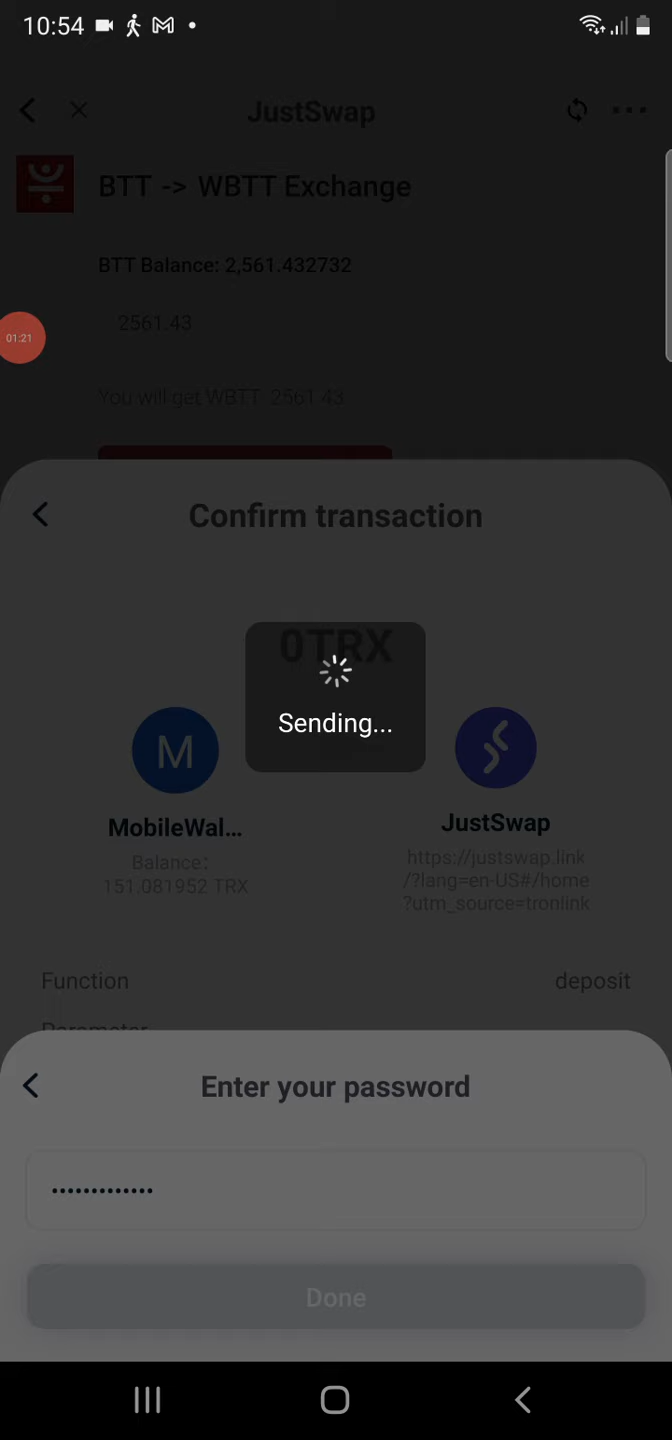 10:54
JustSwap
BTT -> WBTT Exchange
BTT Balance: 2,561.432732
2561.43
01:21
You will get WBTT 2561.43
Confirm transaction
0TRX
Sending...
M
MobileWal... JustSwap
Balance: 151.081952 TRX
https://justswap.link
/?lang=en-US#/home
?utm_source=tronlink
Function deposit
Parameter
Enter your password
•••••••••••••
Done